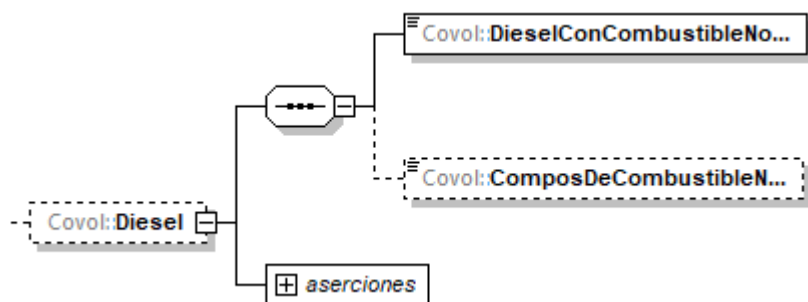 Covol::DieselConCombustibleNo...
Covol::ComposDeCombustibleN...
Covol::Diesel
aserciones